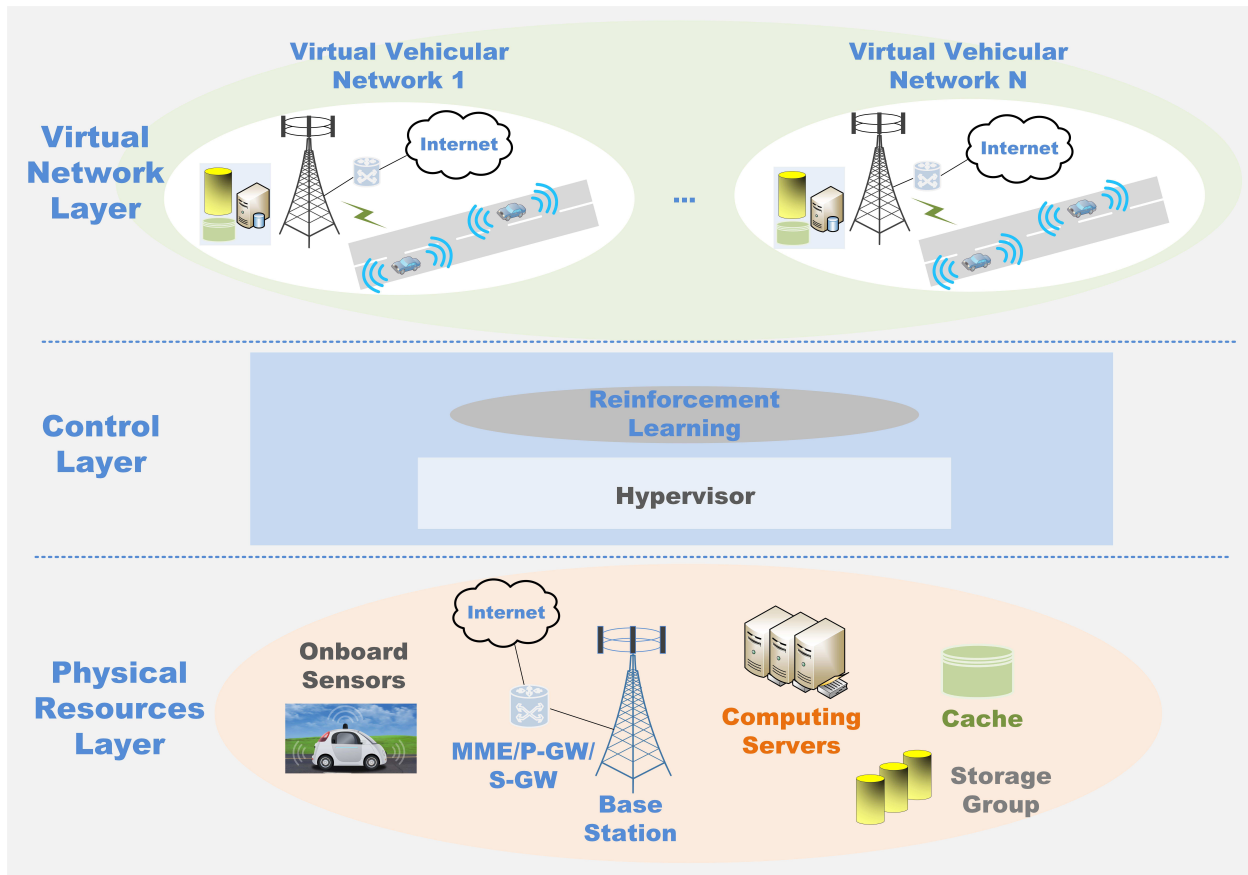 Virtual Vehicular
Network 1
Virtual Vehicular
Network N
Virtual
Network
Layer
Internet
...
Internet
Control
Layer
Reinforcement
Learning
Hypervisor
Physical
Resources
Layer
Onboard
Sensors
Internet
MME/P-GW/
S-GW
Base
Station
Computing
Servers
Cache
Storage
Group